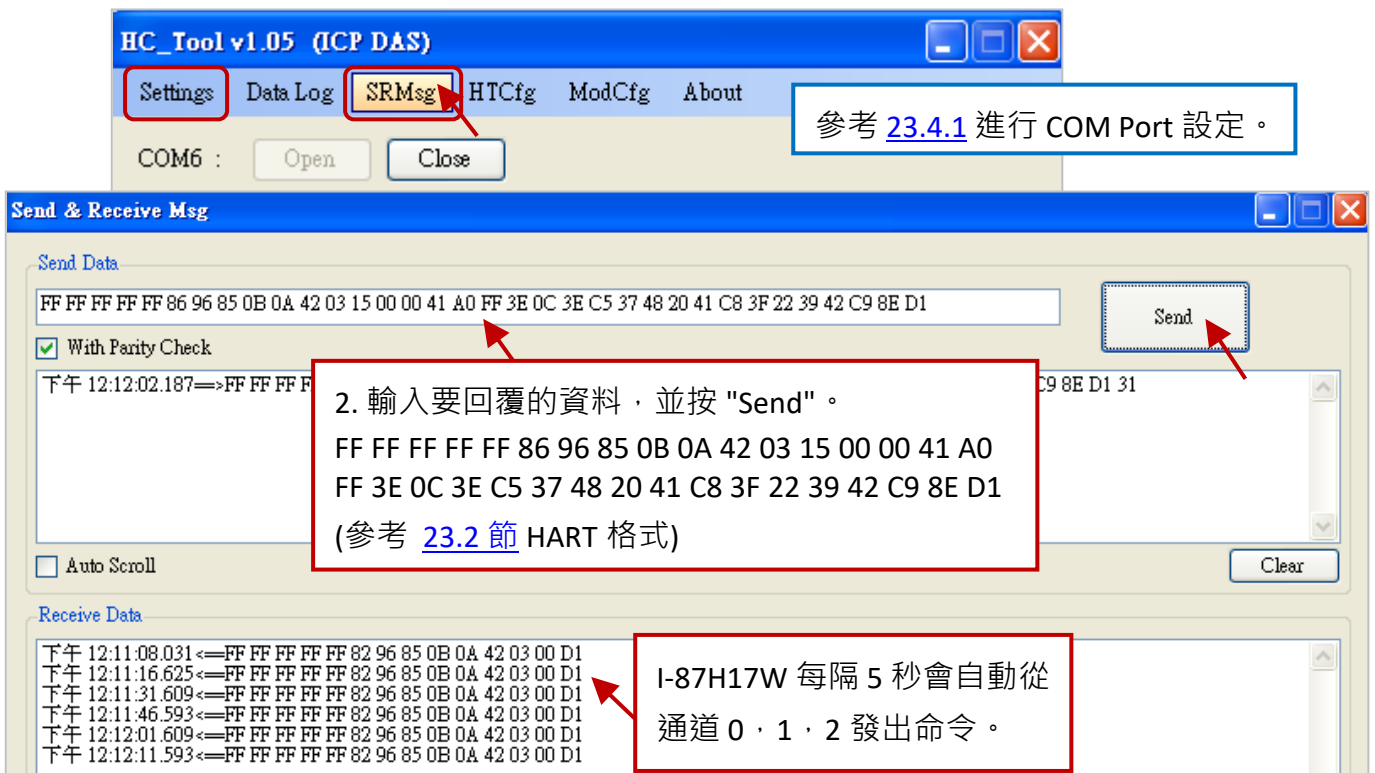 HC_Tool v1.05 (ICP DAS)
Settings Data Log SRMsg HTCfg ModCfg About
參考 23.4.1 進行 COM Port 設定。
COM6 : Open Close
Send & Receive Msg
Send Data
FF FF FF FF FF 86 96 85 0B 0A 42 03 15 00 00 41 A0 FF 3E 0C 3E C5 37 48 20 41 C8 3F 22 39 42 C9 8E D1
Send
With Parity Check
下午 12:12:02.187==>FF FF FF F
C9 8E D1 31
2. 輸入要回覆的資料，並按 "Send"。
FF FF FF FF FF 86 96 85 0B 0A 42 03 15 00 00 41 A0
FF 3E 0C 3E C5 37 48 20 41 C8 3F 22 39 42 C9 8E D1
(參考 23.2 節 HART 格式)
Auto Scroll
Clear
Receive Data
下午 12:11:08.031<==FF FF FF FF FF 82 96 85 0B 0A 42 03 00 D1
下午 12:11:16.625<==FF FF FF FF FF 82 96 85 0B 0A 42 03 00 D1
下午 12:11:31.609<==FF FF FF FF FF 82 96 85 0B 0A 42 03 00 D1
下午 12:11:46.593<==FF FF FF FF FF 82 96 85 0B 0A 42 03 00 D1
下午 12:12:01.609<==FF FF FF FF FF 82 96 85 0B 0A 42 03 00 D1
下午 12:12:11.593<==FF FF FF FF FF 82 96 85 0B 0A 42 03 00 D1
I-87H17W 每隔 5 秒會自動從
通道 0，1，2 發出命令。